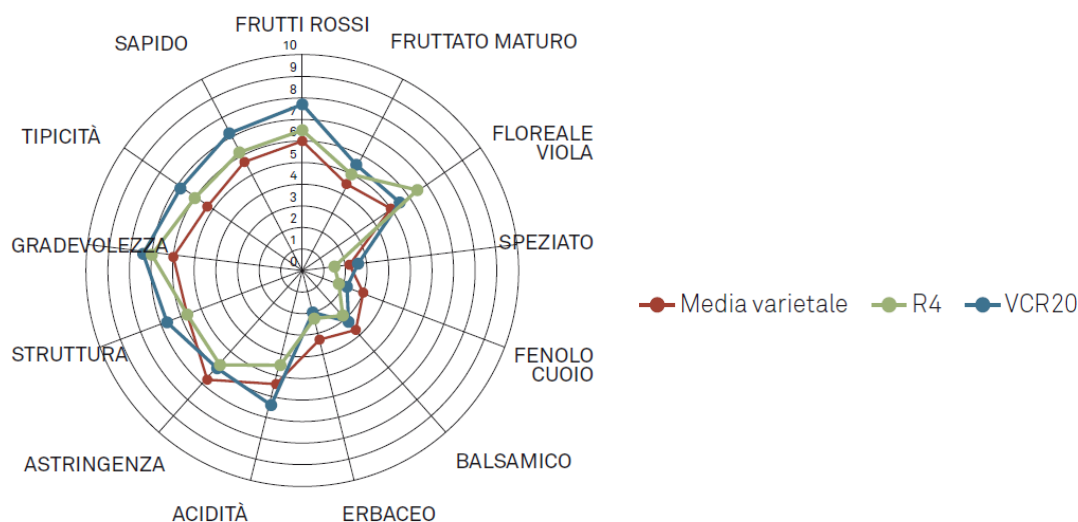 FRUTTI ROSSI
FRUTTATO MATURO
FLOREALE
VIOLA
SPEZIATO
FENOLO
CUOIO
BALSAMICO
ERBACEO
ACIDITÀ
ASTRINGENZA
STRUTTURA
GRADEVOLEZZA
TIPICITÀ
SAPIDO
10
9
8
7
6
5
4
3
2
1
0
Media varietale
R4
VCR20